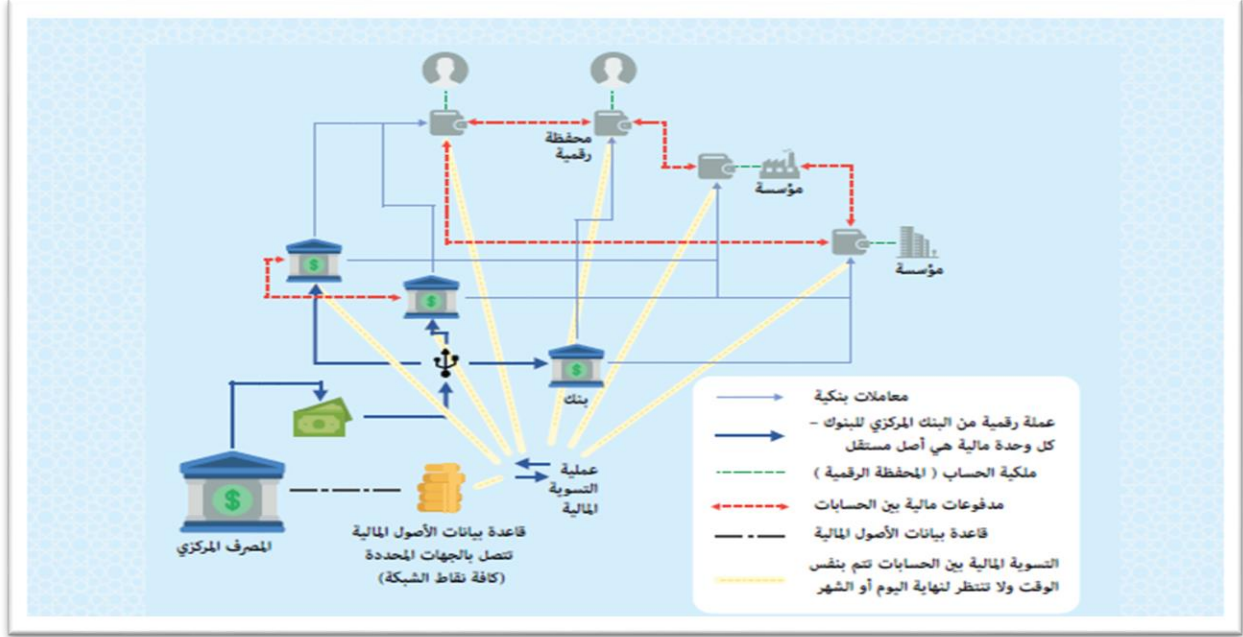 محفظة
رقمية
مؤسسة
مؤسسة
بنك
عملية
التسوية
المالية
المصرف المركزي
قاعدة بيانات الأصول المالية
تتصل بالجهات المحددة
(كافة نقاط الشبكة)
معاملات بنكية
عملة رقمية من البنك المركزي للبنوك –
كل وحدة مالية هي أصل مستقل
ملكية الحساب ( المحفظة الرقمية )
مدفوعات مالية بين الحسابات
قاعدة بيانات الأصول المالية
التسوية المالية بين الحسابات تتم بنفس
الوقت ولا تنتظر لنهاية اليوم أو الشهر